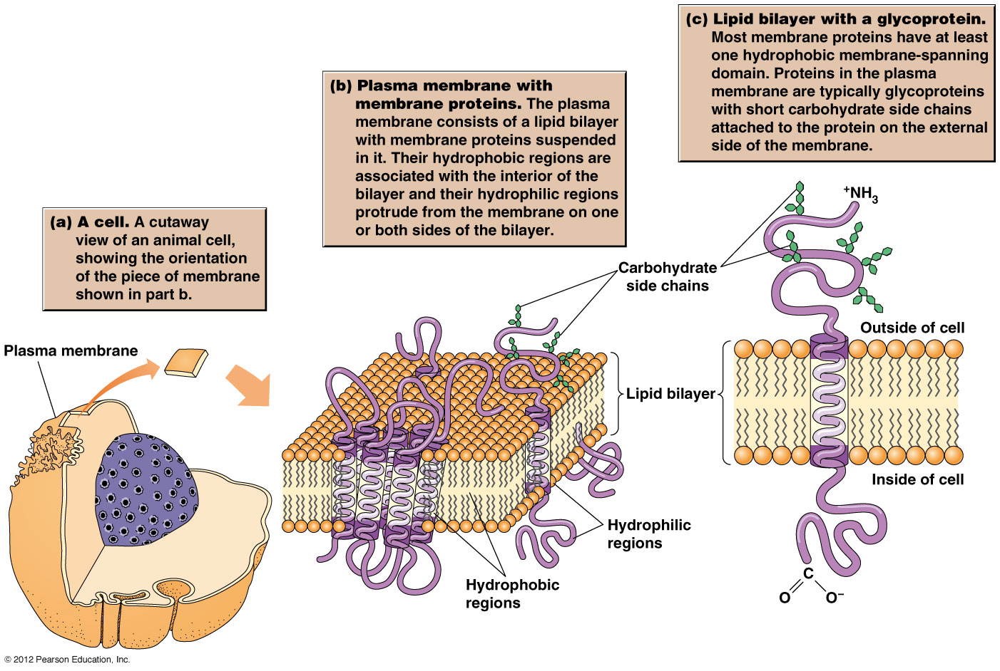 (a) A cell. A cutaway
view of an animal cell,
showing the orientation
of the piece of membrane
shown in part b.
Plasma membrane
(b) Plasma membrane with
membrane proteins. The plasma
membrane consists of a lipid bilayer
with membrane proteins suspended
in it. Their hydrophobic regions are
associated with the interior of the
bilayer and their hydrophilic regions
protrude from the membrane on one
or both sides of the bilayer.
(c) Lipid bilayer with a glycoprotein.
Most membrane proteins have at least
one hydrophobic membrane-spanning
domain. Proteins in the plasma
membrane are typically glycoproteins
with short carbohydrate side chains
attached to the protein on the external
side of the membrane.
+NH3
Carbohydrate
side chains
Outside of cell
Lipid bilayer
Inside of cell
Hydrophilic
regions
Hydrophobic
regions
C
O O−
© 2012 Pearson Education, Inc.